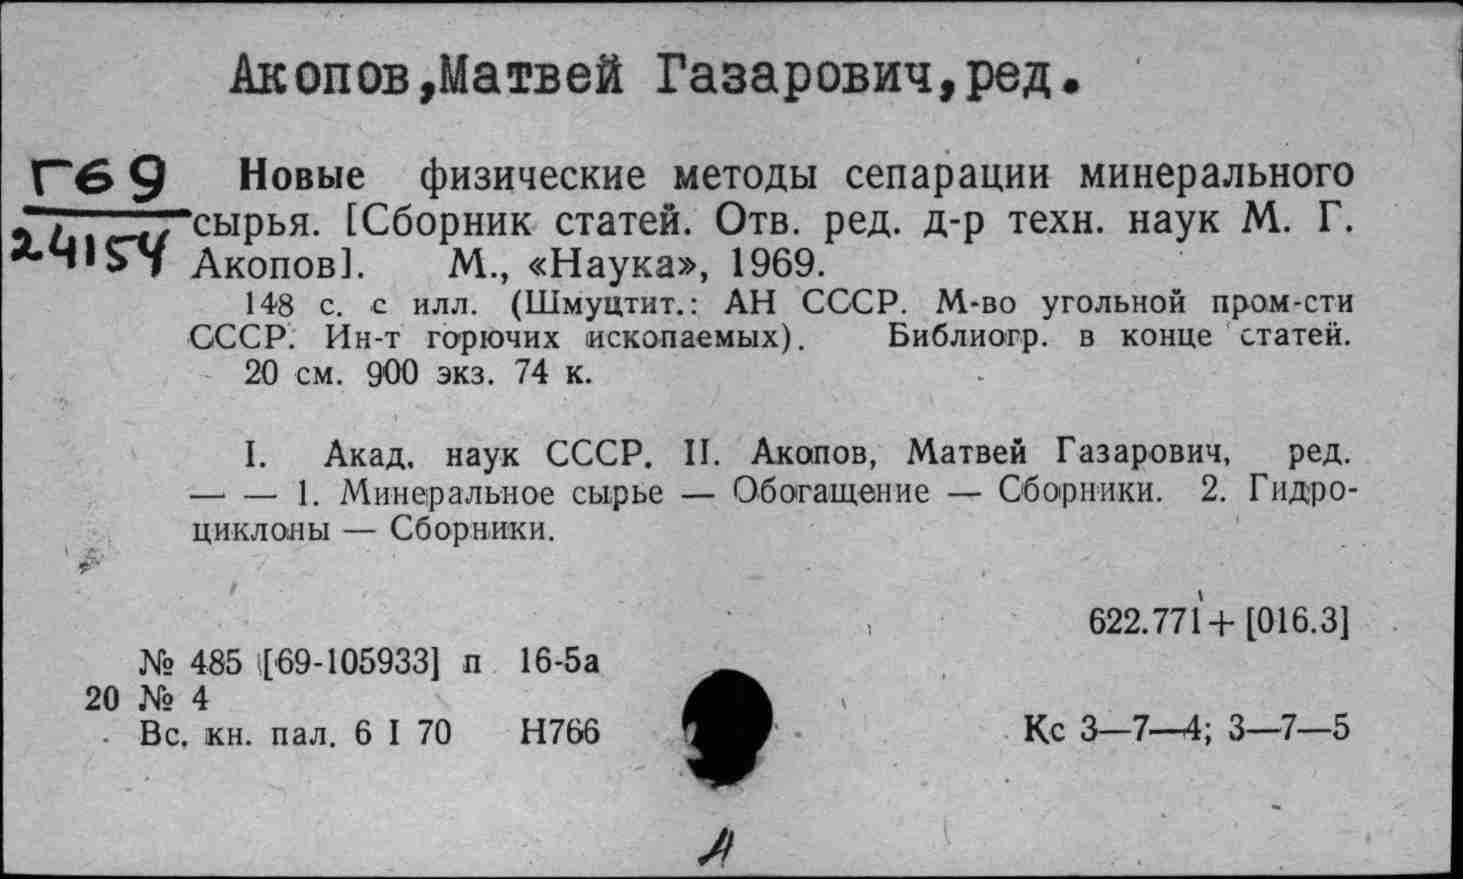 Акопов,Матвей Газарович,ред.
Г69
24154
Новые физические методы сепарации минерального
сырья. [Сборник статей. Отв. ред. д-р техн. наук М. Г.
Акопов]. М., «Наука», 1969.
148 с. с илл. (Шмуцтит.: АН СССР. М-во угольной пром-сти
СССР. Ин-т горючих ископаемых). Библиогр. в конце статей.
20 см. 900 экз. 74 к.
I. Акад. наук СССР. II. Акопов, Матвей Газарович, ред.
— — 1. Минеральное сырье — Обогащение — Сборники. 2. Гидро-
циклоны — Сборники.
622.771+[016.3]
№ 485 [69-105933] п 16-5а
20 № 4
Вс. кн. пал. 6 I 70 Н766
Кс 3—7—4; 3—7—5